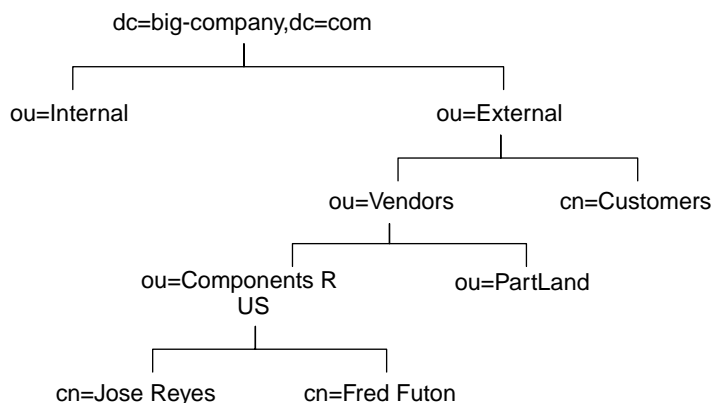 dc=big-company,dc=com
ou=Internal
ou=External
ou=Vendors
cn=Customers
ou=Components R
US
ou=PartLand
cn=Jose Reyes
cn=Fred Futon